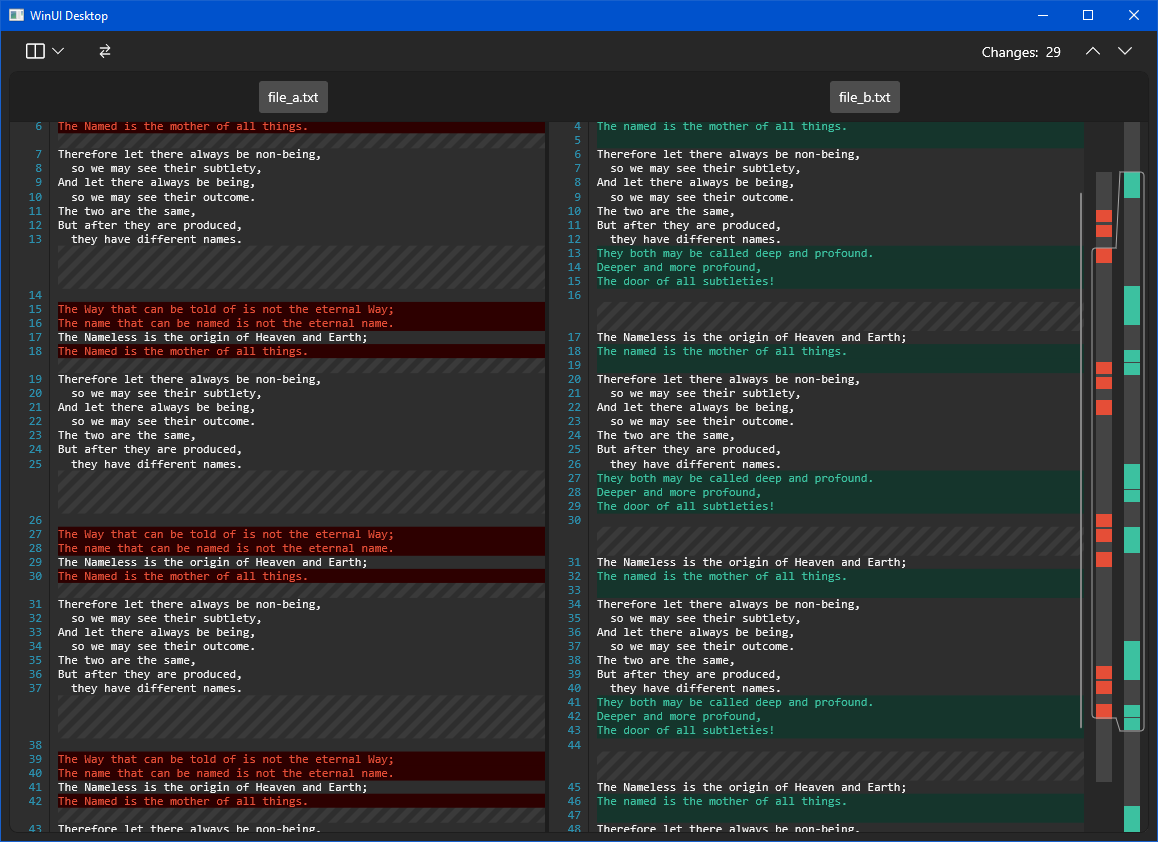 WinUI Desktop
Changes: 29
file_a.txt
6 The Named is the mother of all things.
7 Therefore let there always be non-being,
8   so we may see their subtlety,
9 And let there always be being,
10   so we may see their outcome.
11 The two are the same,
12 But after they are produced,
13   they have different names.
14
15 The Way that can be told of is not the eternal Way;
16 The name that can be named is not the eternal name.
17 The Nameless is the origin of Heaven and Earth;
18 The Named is the mother of all things.
19 Therefore let there always be non-being,
20   so we may see their subtlety,
21 And let there always be being,
22   so we may see their outcome.
23 The two are the same,
24 But after they are produced,
25   they have different names.
26
27 The Way that can be told of is not the eternal Way;
28 The name that can be named is not the eternal name.
29 The Nameless is the origin of Heaven and Earth;
30 The Named is the mother of all things.
31 Therefore let there always be non-being,
32   so we may see their subtlety,
33 And let there always be being,
34   so we may see their outcome.
35 The two are the same,
36 But after they are produced,
37   they have different names.
38
39 The Way that can be told of is not the eternal Way;
40 The name that can be named is not the eternal name.
41 The Nameless is the origin of Heaven and Earth;
42 The Named is the mother of all things.
43 Therefore let there always be non-being,
file_b.txt
4 The named is the mother of all things.
5
6 Therefore let there always be non-being,
7   so we may see their subtlety,
8 And let there always be being,
9   so we may see their outcome.
10 The two are the same,
11 But after they are produced,
12   they have different names.
13 They both may be called deep and profound.
14 Deeper and more profound,
15 The door of all subtleties!
16
17 The Nameless is the origin of Heaven and Earth;
18 The named is the mother of all things.
19
20 Therefore let there always be non-being,
21   so we may see their subtlety,
22 And let there always be being,
23   so we may see their outcome.
24 The two are the same,
25 But after they are produced,
26   they have different names.
27 They both may be called deep and profound.
28 Deeper and more profound,
29 The door of all subtleties!
30
31 The Nameless is the origin of Heaven and Earth;
32 The named is the mother of all things.
33
34 Therefore let there always be non-being,
35   so we may see their subtlety,
36 And let there always be being,
37   so we may see their outcome.
38 The two are the same,
39 But after they are produced,
40   they have different names.
41 They both may be called deep and profound.
42 Deeper and more profound,
43 The door of all subtleties!
44
45 The Nameless is the origin of Heaven and Earth;
46 The named is the mother of all things.
47
48 Therefore let there always be non-being,